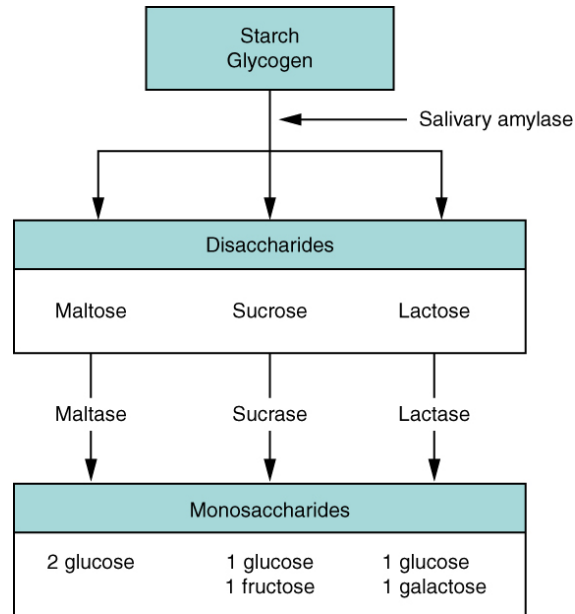 Starch
Glycogen
Salivary amylase
Disaccharides
Maltose Sucrose Lactose
Maltase Sucrase Lactase
Monosaccharides
2 glucose 1 glucose 1 glucose
1 fructose 1 galactose